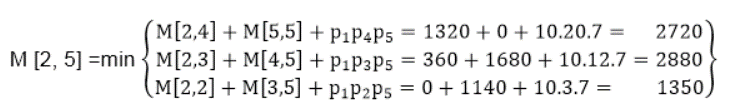 M[2,4] + M[5,5] + p₁p₄p₅ = 1320 + 0 + 10.20.7 = 2720
M [2, 5] =min { M[2,3] + M[4,5] + p₁p₃p₅ = 360 + 1680 + 10.12.7 = 2880 }
M[2,2] + M[3,5] + p₁p₂p₅ = 0 + 1140 + 10.3.7 = 1350